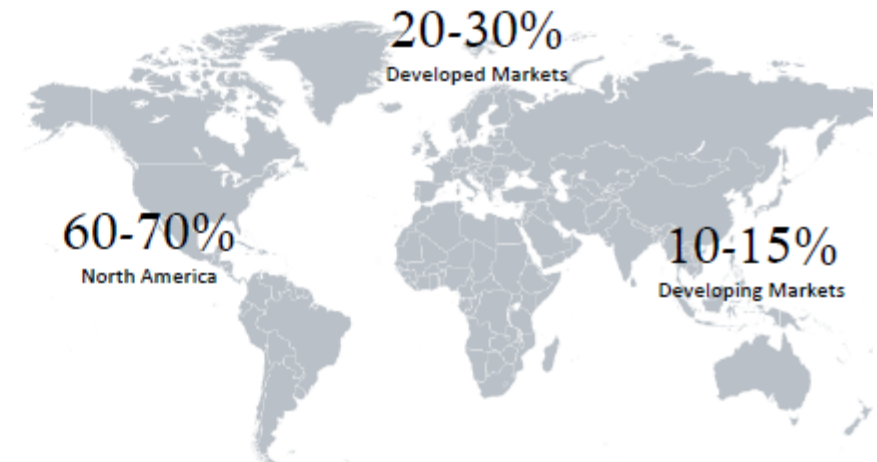 20-30%
Developed Markets
60-70%
North America
10-15%
Developing Markets